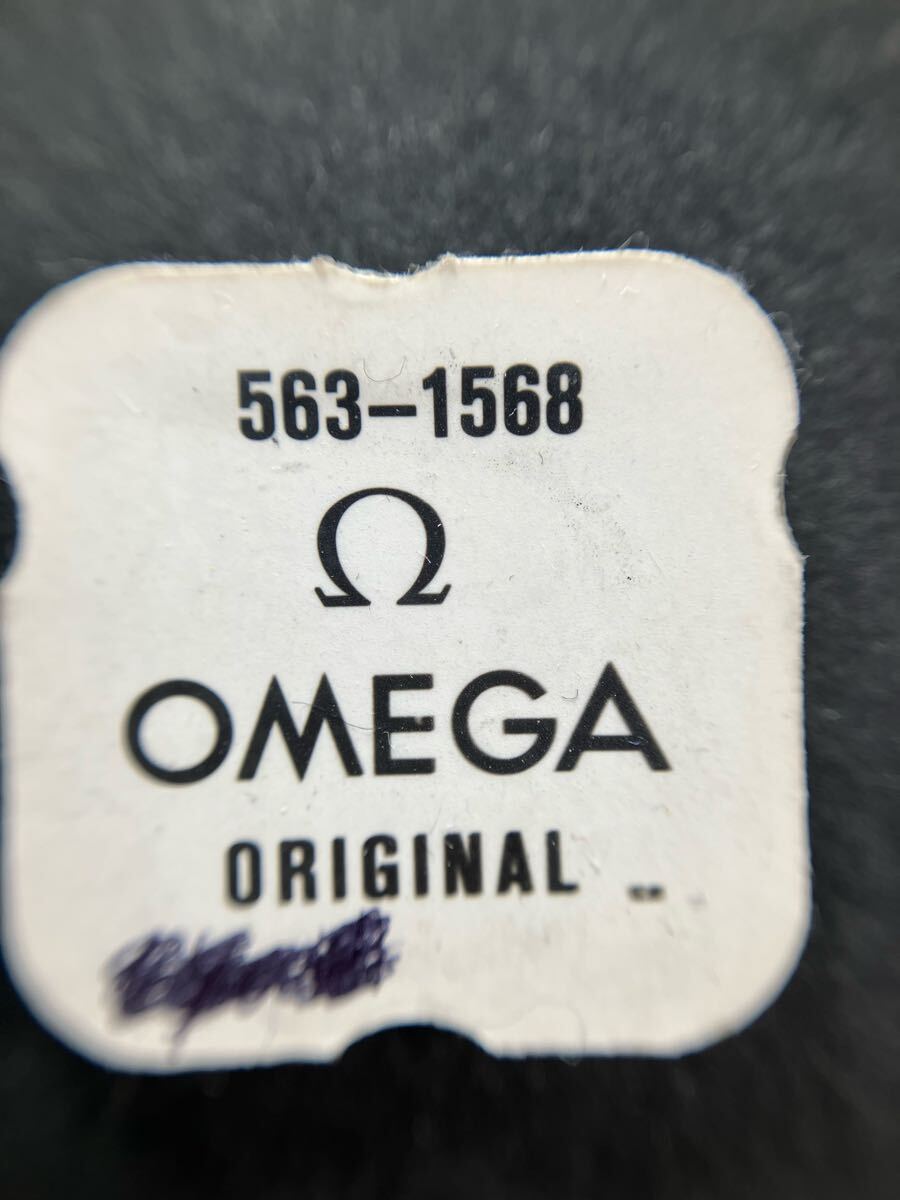 563-1568
Ω
OMEGA
ORIGINAL